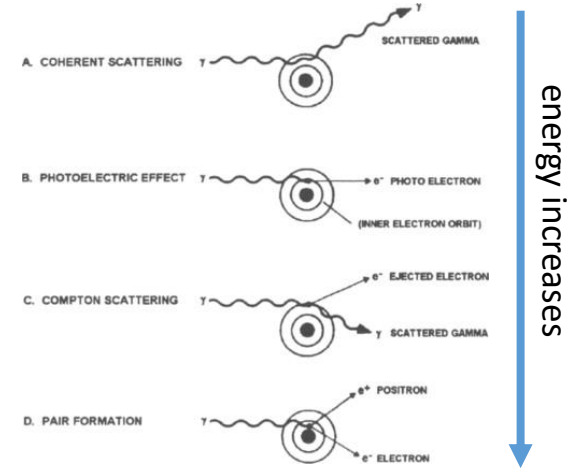 γ
SCATTERED GAMMA
A. COHERENT SCATTERING γ
B. PHOTOELECTRIC EFFECT γ e⁻ PHOTO ELECTRON
(INNER ELECTRON ORBIT)
e⁻ EJECTED ELECTRON
C. COMPTON SCATTERING γ
γ SCATTERED GAMMA
e⁺ POSITRON
D. PAIR FORMATION γ
e⁻ ELECTRON
energy increases